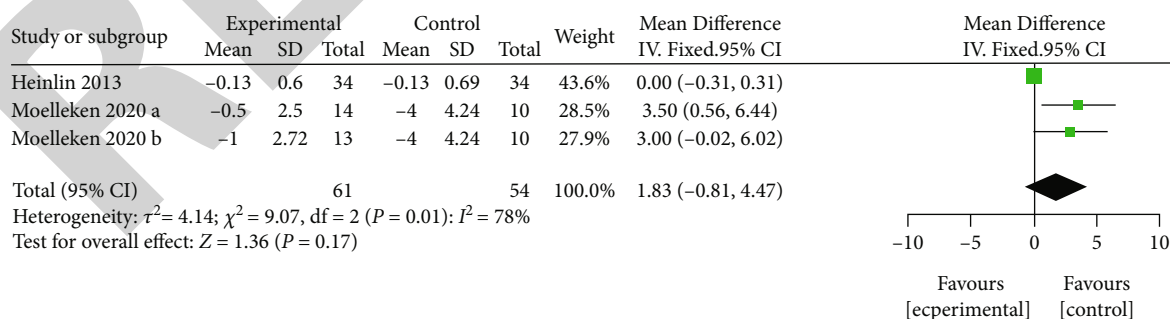 Experimental Control Mean Difference Mean Difference
Study or subgroup Mean SD Total Mean SD Total Weight IV. Fixed.95% CI IV. Fixed.95% CI
Heinlin 2013 –0.13 0.6 34 –0.13 0.69 34 43.6% 0.00 (–0.31, 0.31)
Moelleken 2020 a –0.5 2.5 14 –4 4.24 10 28.5% 3.50 (0.56, 6.44)
Moelleken 2020 b –1 2.72 13 –4 4.24 10 27.9% 3.00 (–0.02, 6.02)
Total (95% CI) 61 54 100.0% 1.83 (–0.81, 4.47)
Heterogeneity: τ² = 4.14; χ² = 9.07, df = 2 (P = 0.01): I² = 78%
Test for overall effect: Z = 1.36 (P = 0.17)
–10 –5 0 5 10
Favours Favours
[ecperimental] [control]